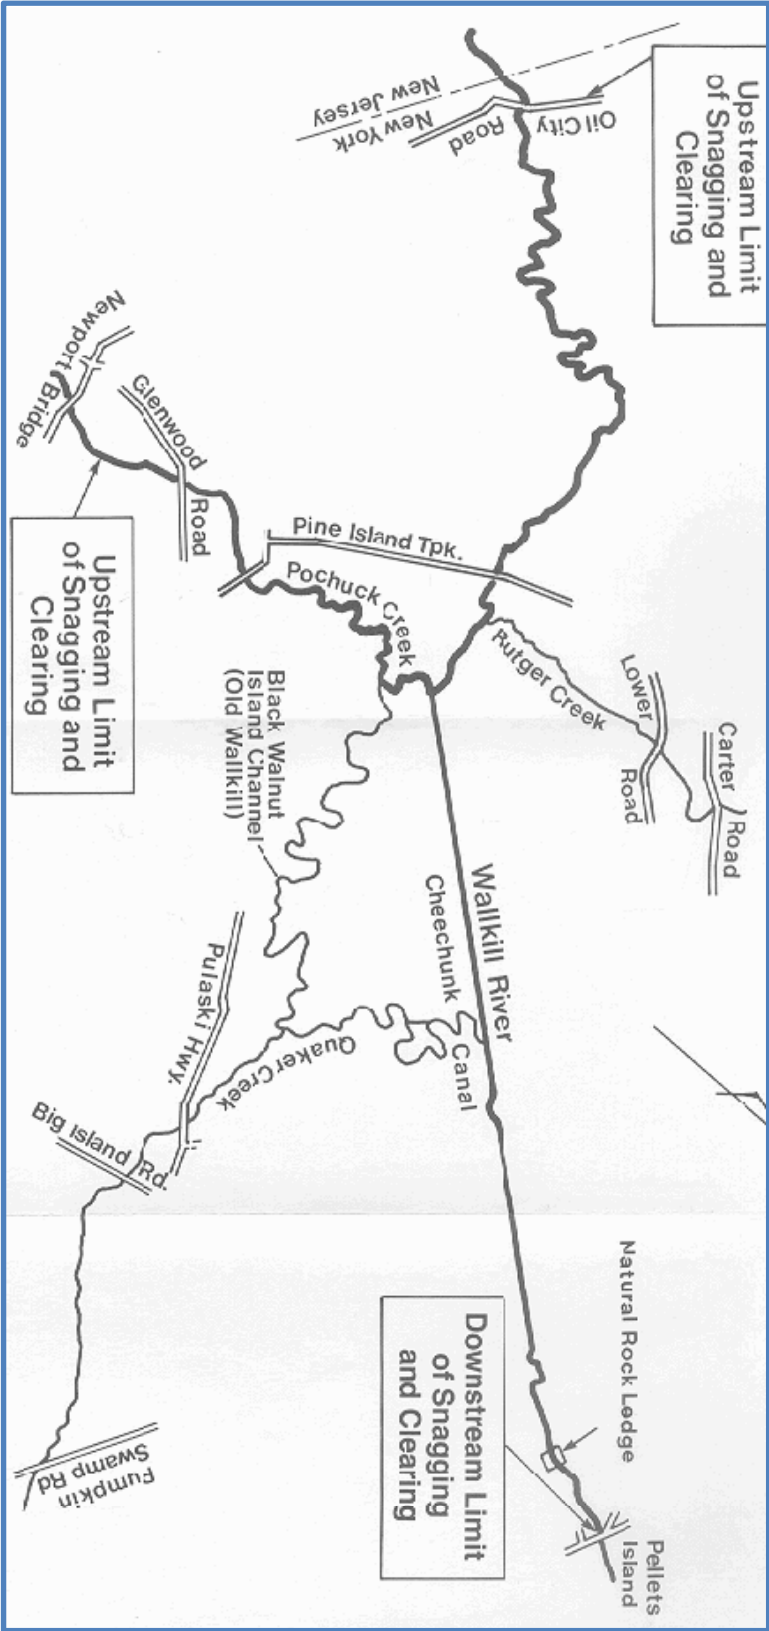 Upstream Limit
of Snagging and
Clearing
New Jersey
New York
Oil City
Road
Newport Bridge
Glenwood
Road
Upstream Limit
of Snagging and
Clearing
Pine Island Tpk.
Pochuck Creek
Rutger Creek
Lower
Road
Carter
Road
Black Walnut
Island Channel
(Old Wallkill)
Wallkill River
Cheechunk
Canal
Pulaski Hwy.
Quaker Creek
Big Island Rd.
Natural Rock Ledge
Downstream Limit
of Snagging
and Clearing
Fumpkin
Swamp Rd
Pellets
Island